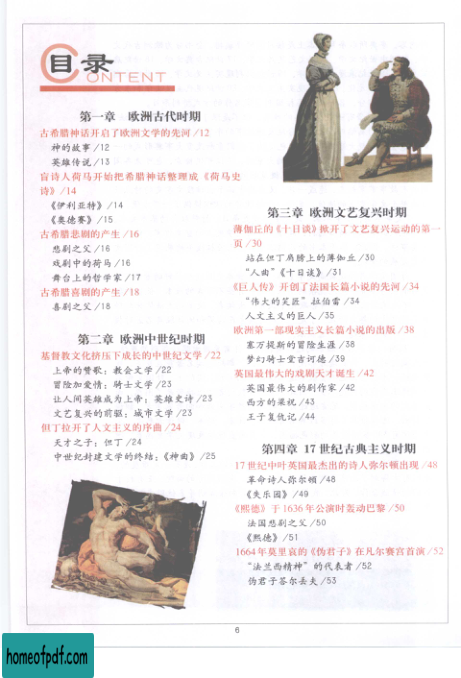 目录
CONTENT
第一章 欧洲古代时期
古希腊神话开启了欧洲文学的先河/12
神的故事/12
英雄传说/13
盲诗人荷马开始把希腊神话整理成《荷马史
诗》/14
《伊利亚特》/14
《奥德赛》/15
古希腊悲剧的产生/16
悲剧之父/16
戏剧中的荷马/16
舞台上的哲学家/17
古希腊喜剧的产生/18
喜剧之父/18
第二章 欧洲中世纪时期
基督教文化挤压下成长的中世纪文学/22
上帝的赞歌：教会文学/22
冒险加爱情：骑士文学/23
让人间英雄成为上帝：英雄史诗/23
文艺复兴的前驱：城市文学/23
但丁拉开了人文主义的序曲/24
天才之子：但丁/24
中世纪封建文学的终结：《神曲》/25
第三章 欧洲文艺复兴时期
薄伽丘的《十日谈》掀开了文艺复兴运动的第一
页/30
站在但丁肩膀上的薄伽丘/30
“人曲”《十日谈》/31
《巨人传》开创了法国长篇小说的先河/34
“伟大的笑匠”拉伯雷/34
人文主义的巨人/35
欧洲第一部现实主义长篇小说的出版/38
塞万提斯的冒险生涯/38
梦幻骑士堂吉诃德/39
英国最伟大的戏剧天才诞生/42
英国最伟大的剧作家/42
西方的梁祝/43
王子复仇记/44
第四章 17世纪古典主义时期
17世纪中叶英国最杰出的诗人弥尔顿出现/48
革命诗人弥尔顿/48
《失乐园》/49
《熙德》于1636年公演时轰动巴黎/50
法国悲剧之父/50
《熙德》/51
1664年莫里哀的《伪君子》在凡尔赛宫首演/52
“法兰西精神”的代表者/52
伪君子答尔丢夫/53
6
homeofpdf.com